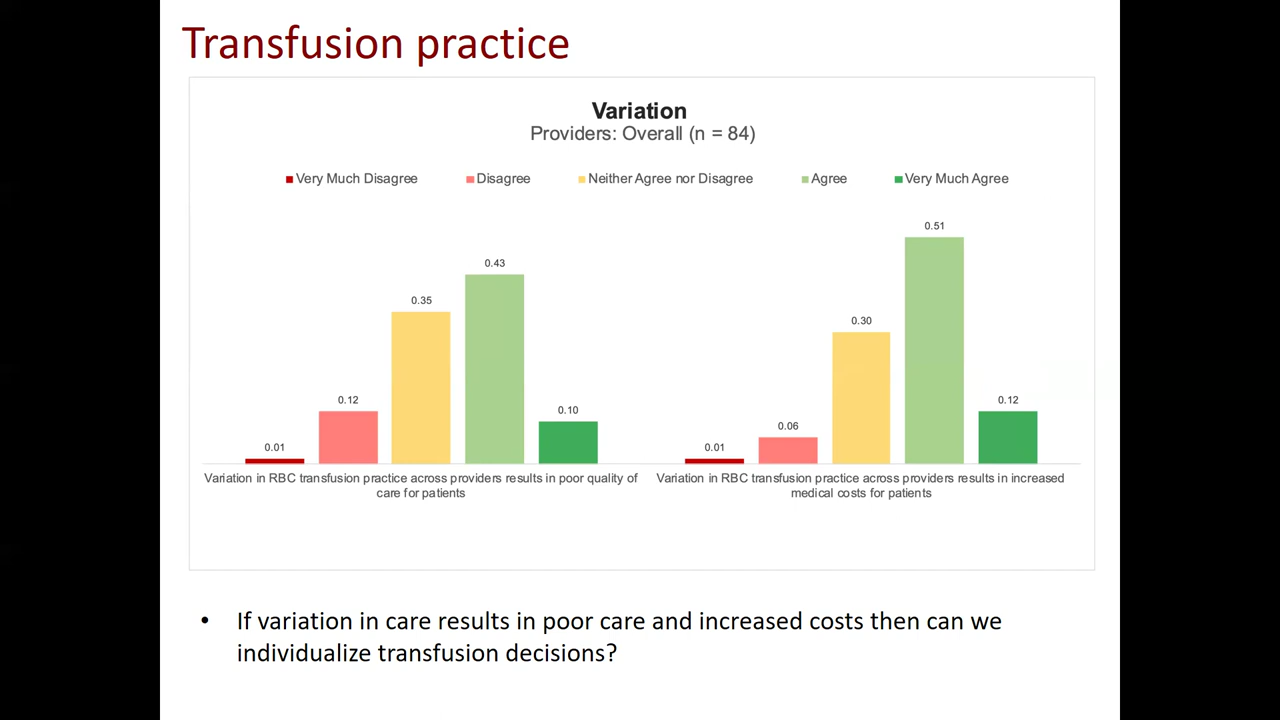 Transfusion practice
Variation
Providers: Overall (n = 84)
Very Much Disagree
Disagree
Neither Agree nor Disagree
Agree
Very Much Agree
0.01
0.12
0.35
0.43
0.10
Variation in RBC transfusion practice across providers results in poor quality of
care for patients
0.01
0.06
0.30
0.51
0.12
Variation in RBC transfusion practice across providers results in increased
medical costs for patients
• If variation in care results in poor care and increased costs then can we
individualize transfusion decisions?